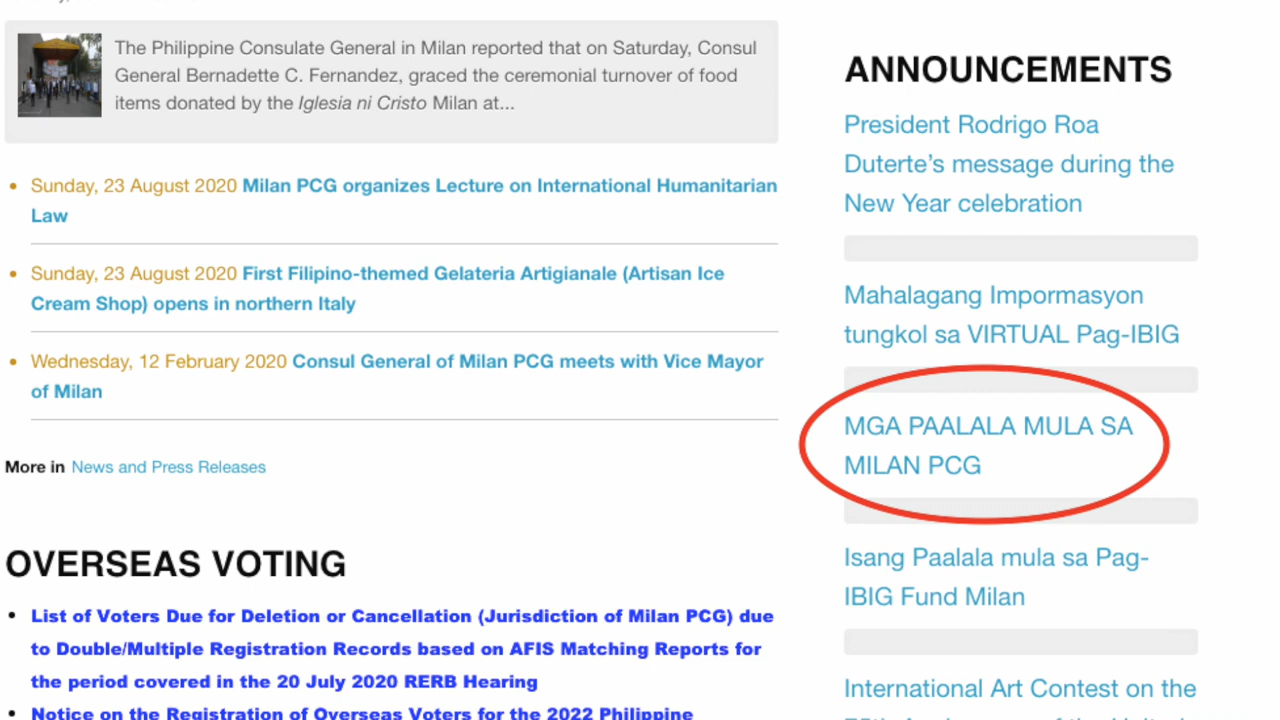 The Philippine Consulate General in Milan reported that on Saturday, Consul
General Bernadette C. Fernandez, graced the ceremonial turnover of food
items donated by the Iglesia ni Cristo Milan at...
Sunday, 23 August 2020 Milan PCG organizes Lecture on International Humanitarian
Law
Sunday, 23 August 2020 First Filipino-themed Gelateria Artigianale (Artisan Ice
Cream Shop) opens in northern Italy
Wednesday, 12 February 2020 Consul General of Milan PCG meets with Vice Mayor
of Milan
More in News and Press Releases
OVERSEAS VOTING
List of Voters Due for Deletion or Cancellation (Jurisdiction of Milan PCG) due
to Double/Multiple Registration Records based on AFIS Matching Reports for
the period covered in the 20 July 2020 RERB Hearing
Notice on the Registration of Overseas Voters for the 2022 Philippine
ANNOUNCEMENTS
President Rodrigo Roa
Duterte's message during the
New Year celebration
Mahalagang Impormasyon
tungkol sa VIRTUAL Pag-IBIG
MGA PAALALA MULA SA
MILAN PCG
Isang Paalala mula sa Pag-
IBIG Fund Milan
International Art Contest on the